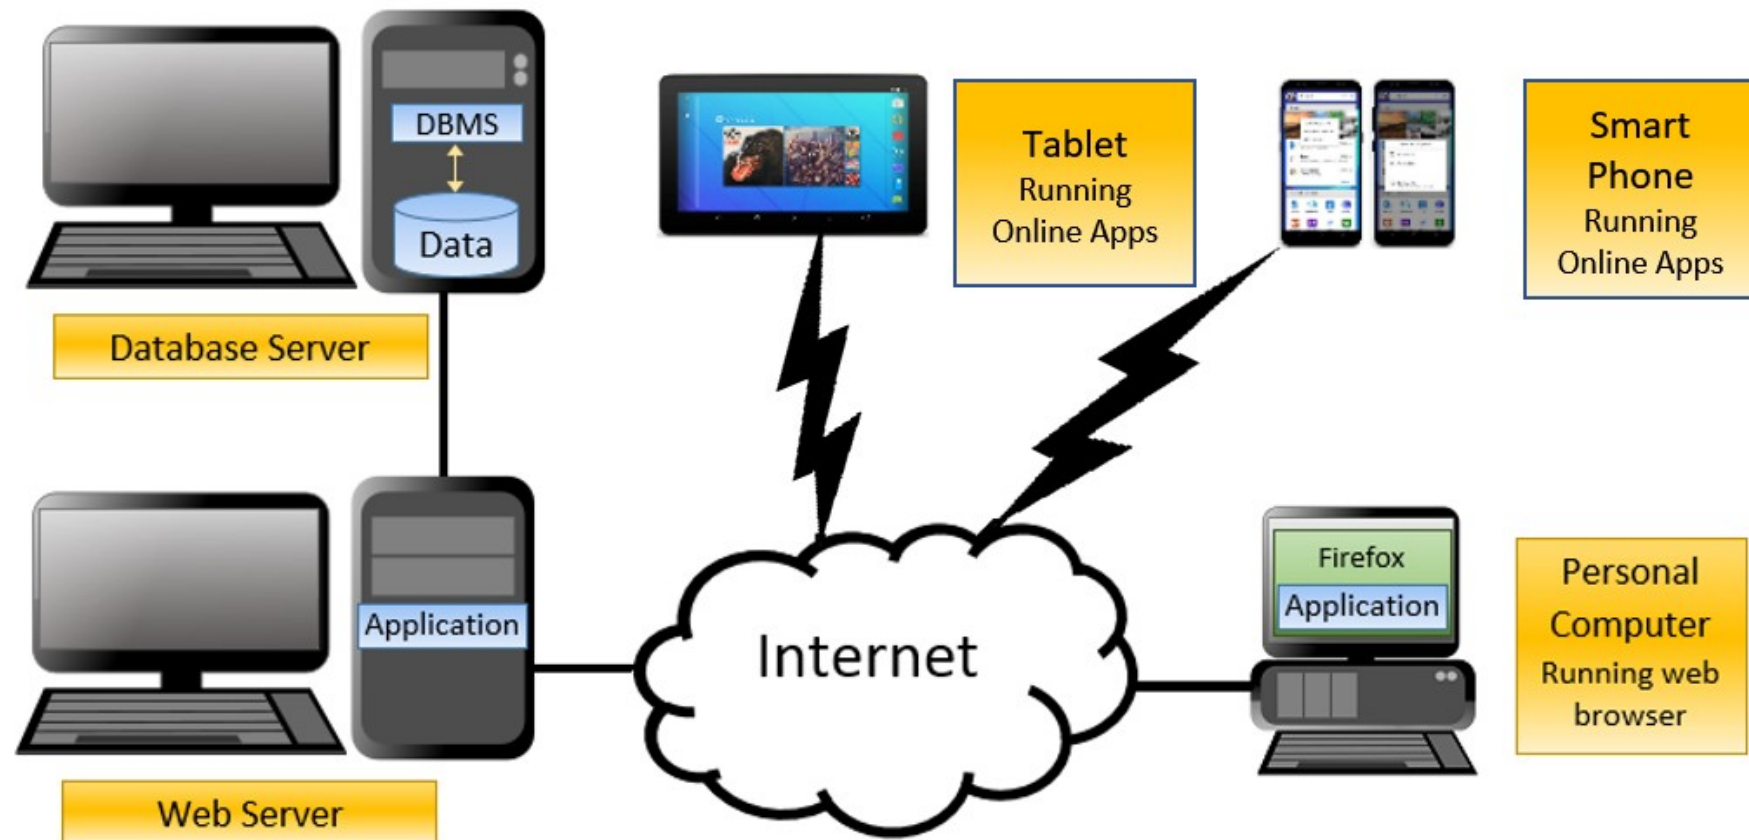 DBMS
Data
Database Server
Tablet
Running
Online Apps
Smart
Phone
Running
Online Apps
Application
Web Server
Internet
Firefox
Application
Personal
Computer
Running web
browser